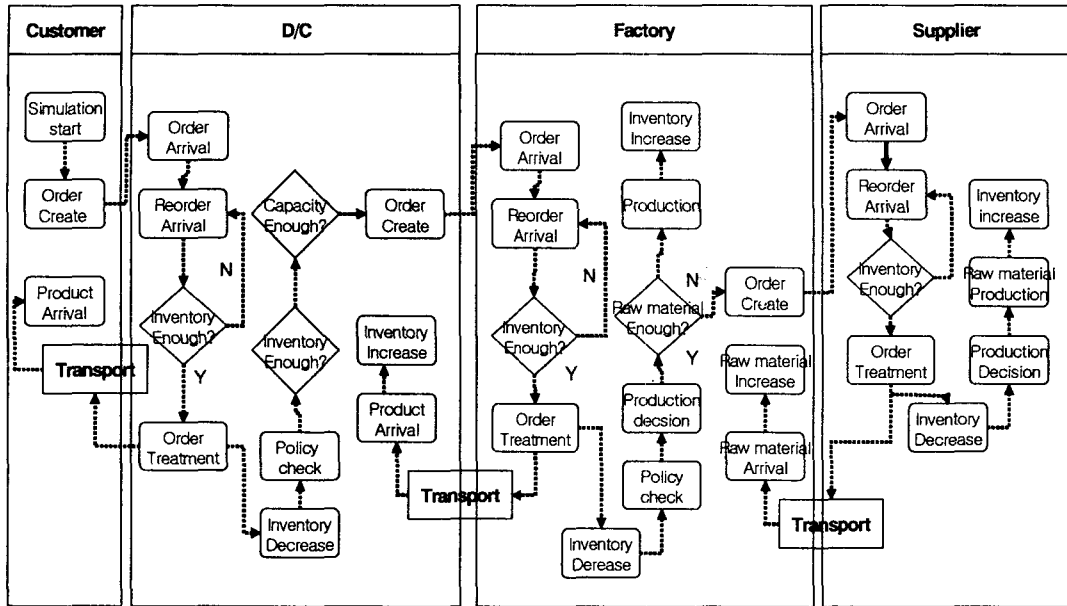 Customer
D/C
Factory
Supplier
Simulation
start
Order
Create
Product
Arrival
Transport
Order
Arrival
Reorder
Arrival
N
Inventory
Enough?
Y
Order
Treatment
Capacity
Enough?
Inventory
Enough?
Policy
check
Inventory
Decrease
Order
Create
Inventory
Increase
Product
Arrival
Transport
Order
Arrival
Reorder
Arrival
N
Inventory
Enough?
Y
Order
Treatment
Inventory
Derease
Inventory
Increase
Production
N
Raw material
Enough?
Y
Production
decsion
Policy
check
Order
Create
Raw material
Increase
Raw material
Arrival
Transport
Order
Arrival
Reorder
Arrival
Inventory
Enough?
Order
Treatment
Inventory
Decrease
Inventory
increase
Raw material
Production
Production
Decision